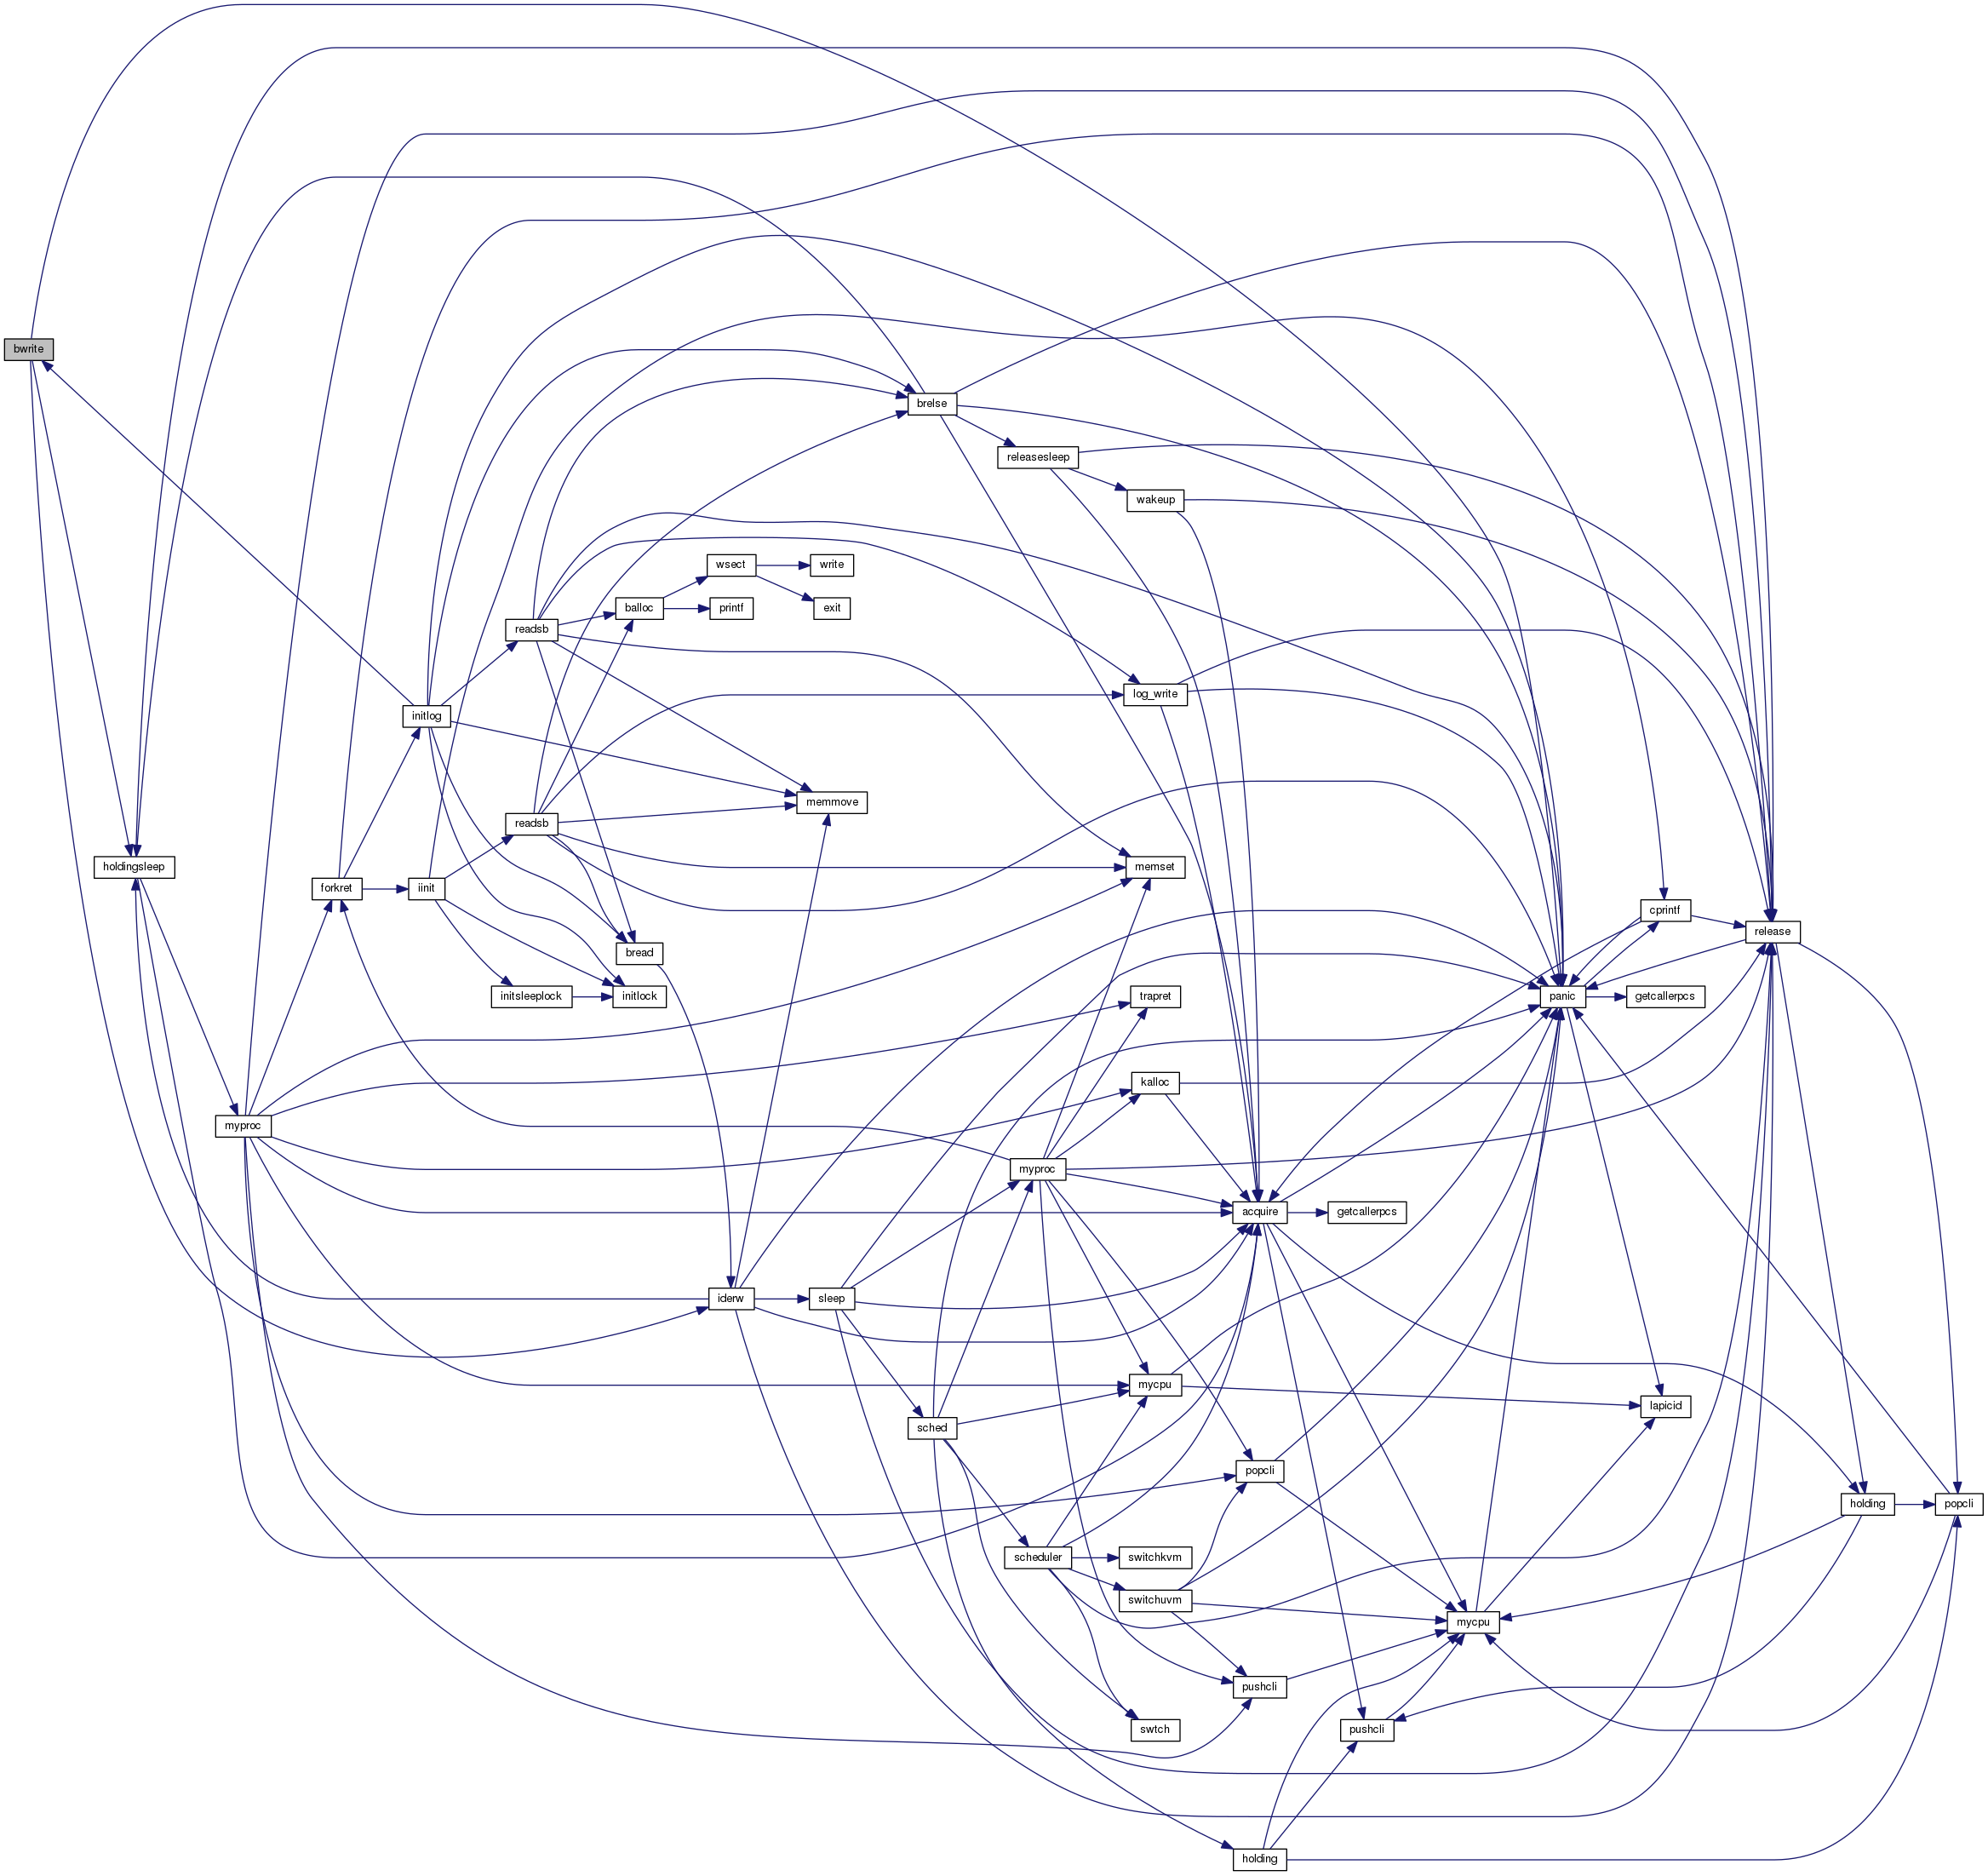 bwrite
brelse
releasesleep
wakeup
wsect
write
balloc
printf
exit
readsb
log_write
initlog
memmove
readsb
holdingsleep
forkret
iinit
memset
cprintf
release
bread
initsleeplock
initlock
trapret
panic
getcallerpcs
kalloc
myproc
myproc
acquire
getcallerpcs
iderw
sleep
mycpu
lapicid
sched
popcli
holding
popcli
scheduler
switchkvm
switchuvm
mycpu
pushcli
swtch
pushcli
holding